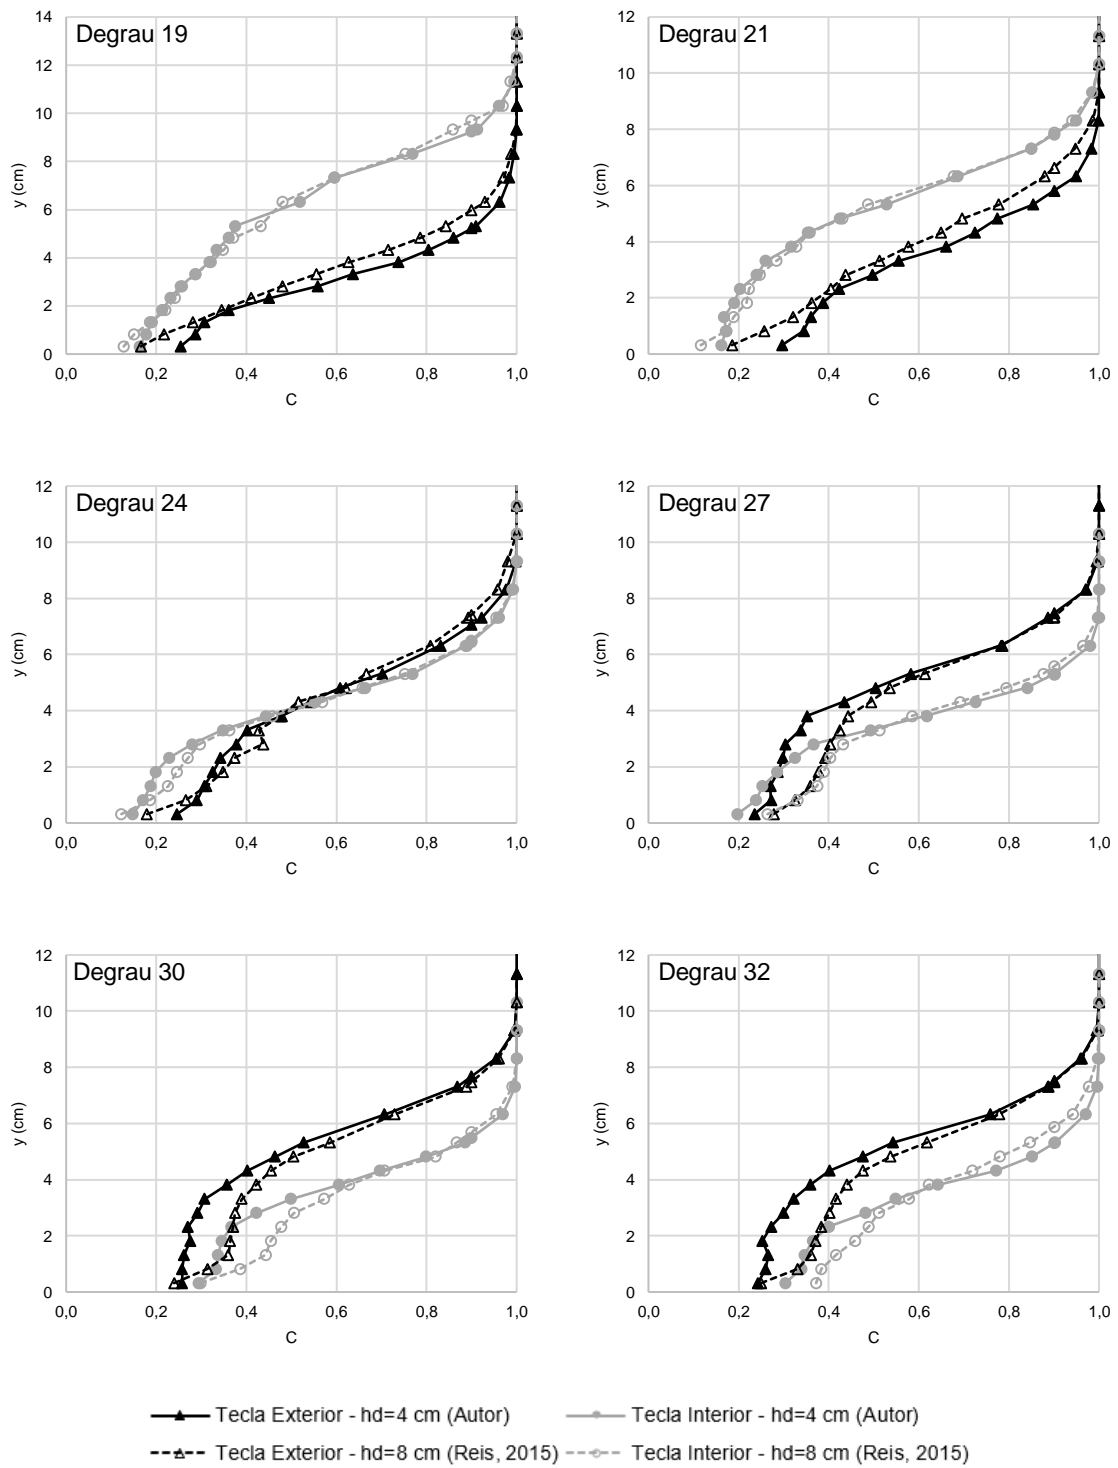 Degrau 19
14
12
10
8
6
4
2
0
y (cm)
0,0 0,2 0,4 0,6 0,8 1,0
C
Degrau 21
12
10
8
6
4
2
0
y (cm)
0,0 0,2 0,4 0,6 0,8 1,0
C
Degrau 24
12
10
8
6
4
2
0
y (cm)
0,0 0,2 0,4 0,6 0,8 1,0
C
Degrau 27
12
10
8
6
4
2
0
y (cm)
0,0 0,2 0,4 0,6 0,8 1,0
C
Degrau 30
12
10
8
6
4
2
0
y (cm)
0,0 0,2 0,4 0,6 0,8 1,0
C
Degrau 32
12
10
8
6
4
2
0
y (cm)
0,0 0,2 0,4 0,6 0,8 1,0
C
Tecla Exterior - hd=4 cm (Autor)
Tecla Interior - hd=4 cm (Autor)
Tecla Exterior - hd=8 cm (Reis, 2015)
Tecla Interior - hd=8 cm (Reis, 2015)